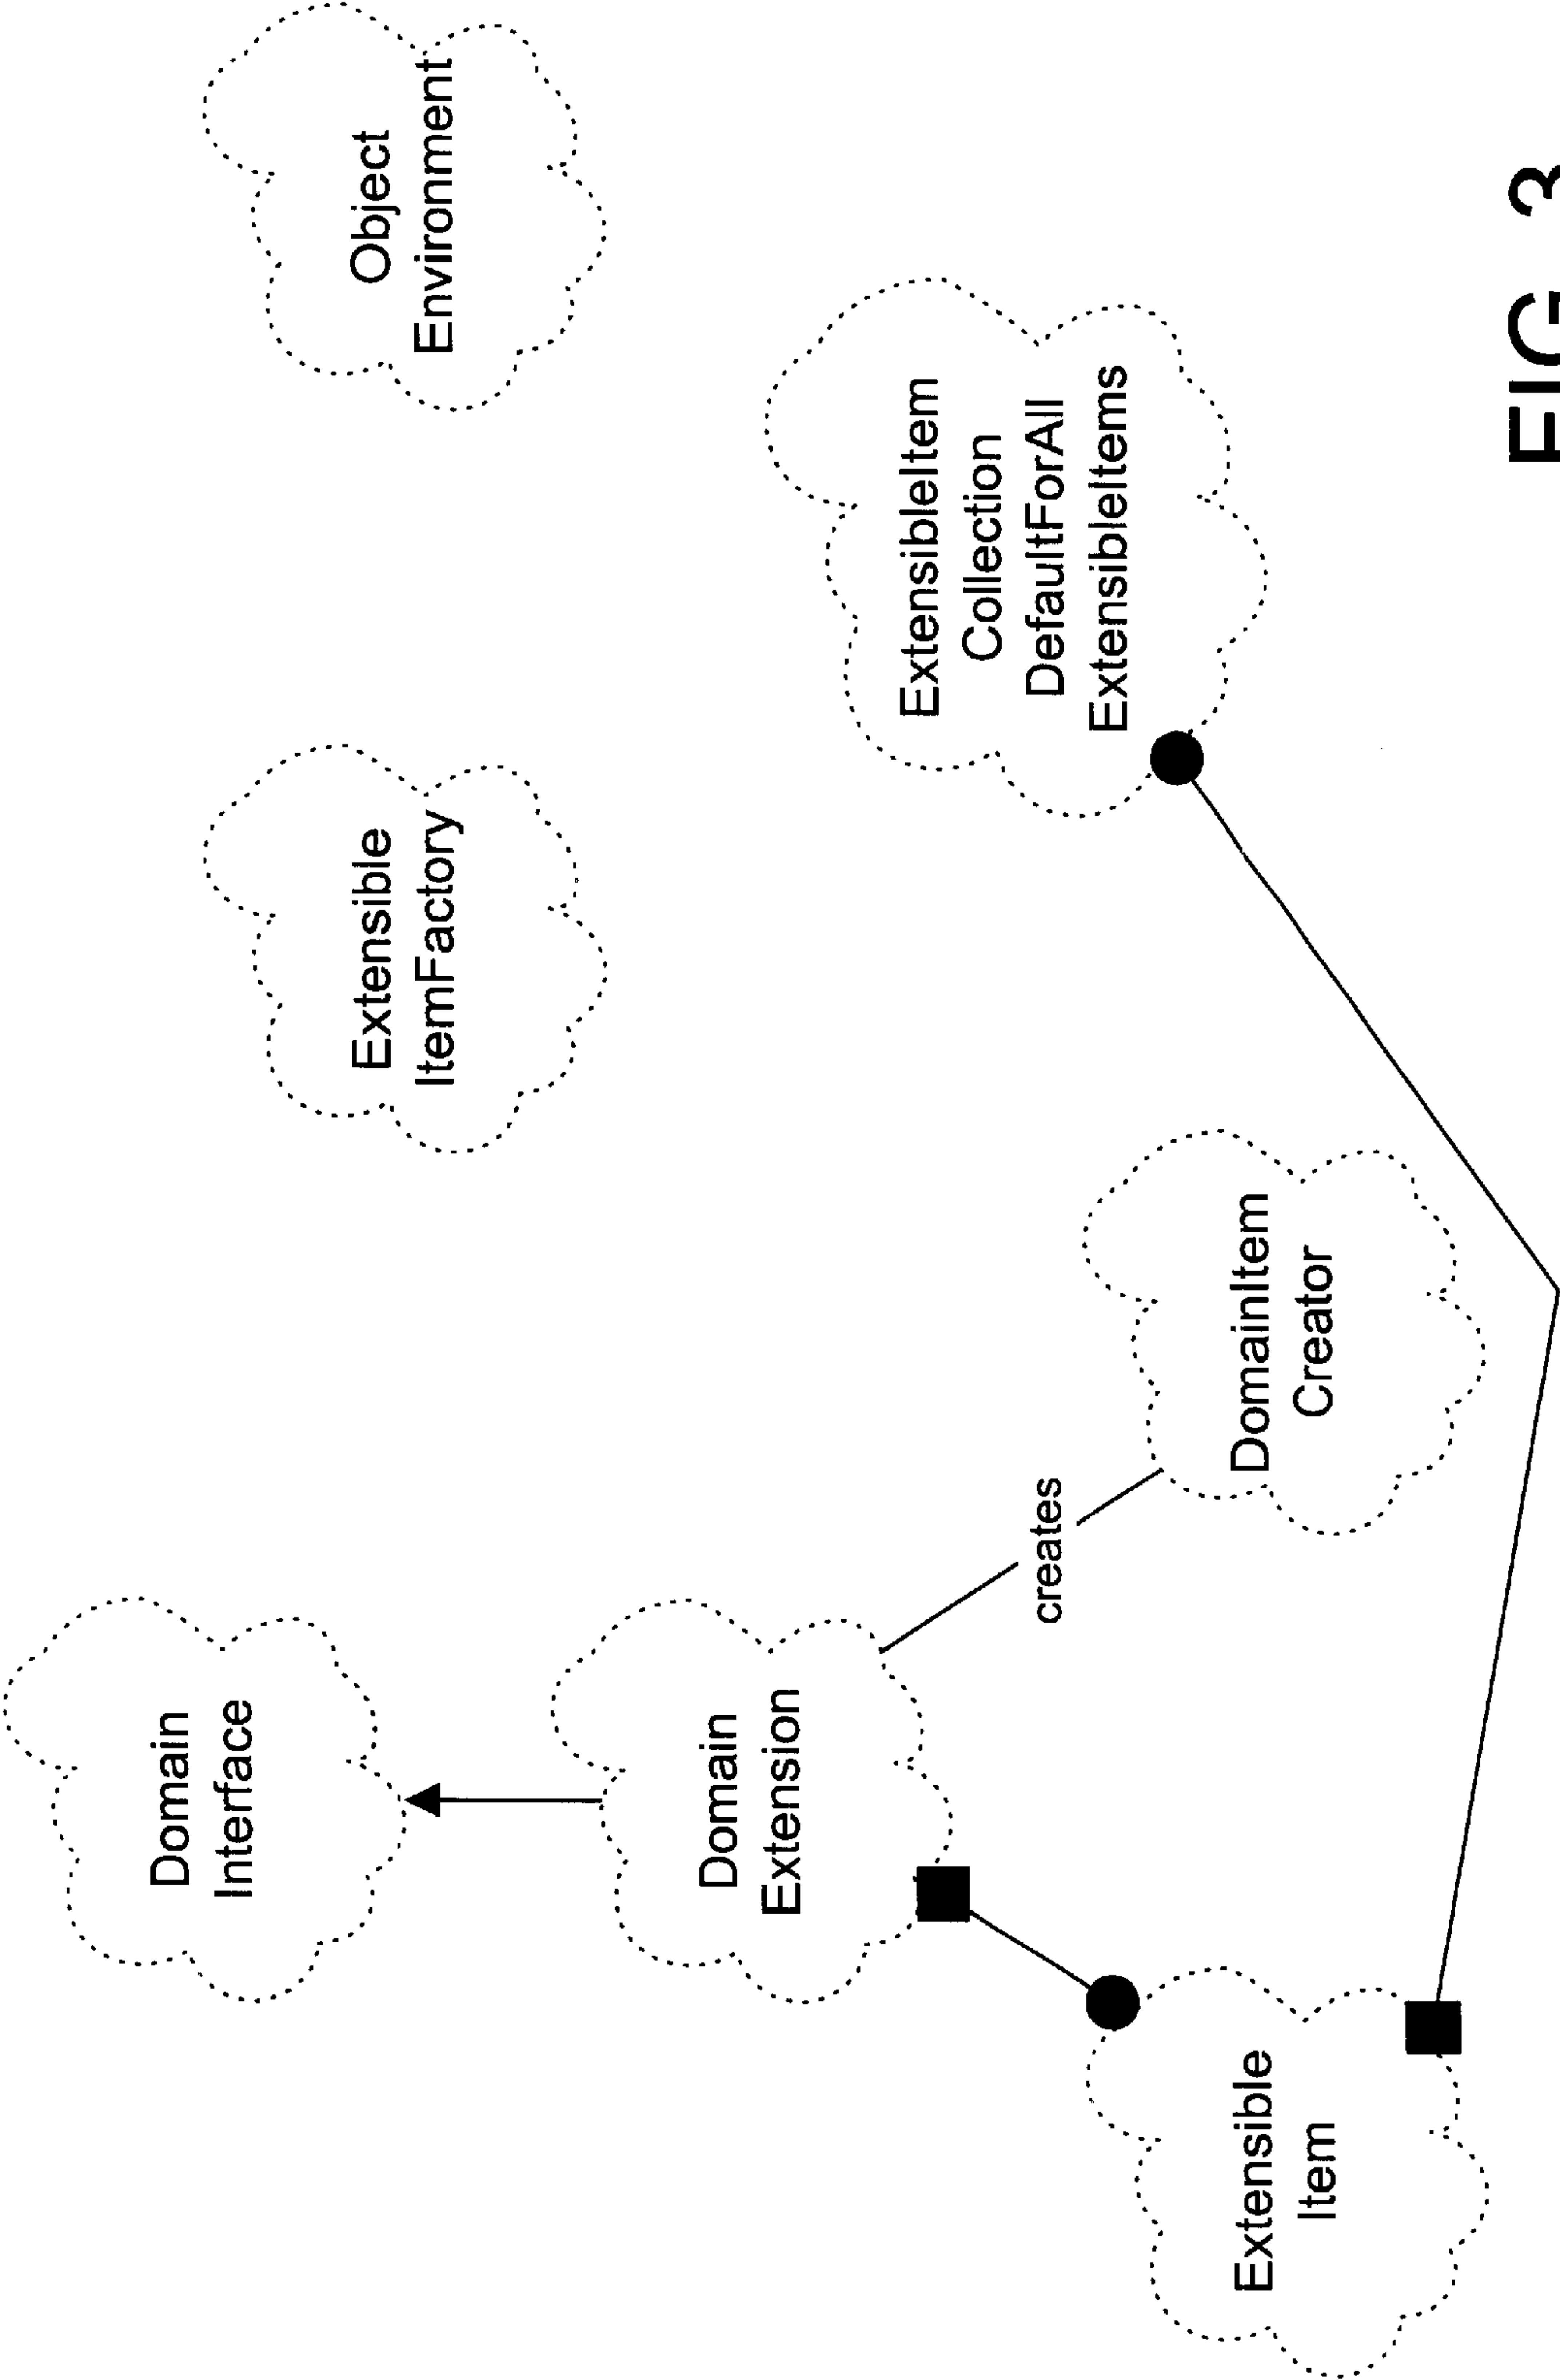 Domain
Interface
Extensible
ItemFactory
Object
Environment
Domain
Extension
creates
ExtensibleItem
Collection
DefaultForAll
ExtensibleItems
Extensible
Item
DomainItem
Creator
FIG. 3